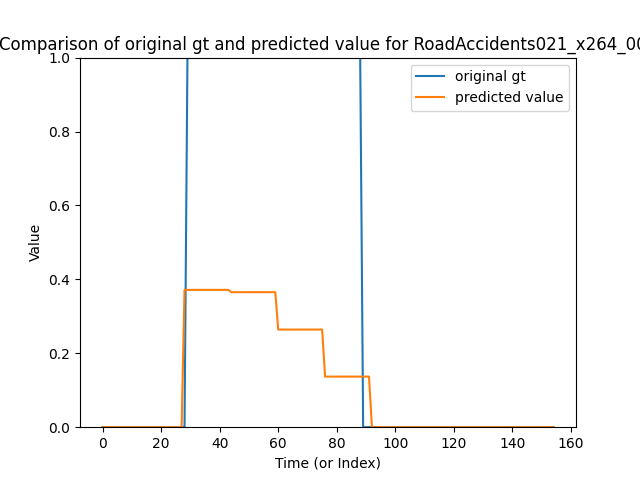 Comparison of original gt and predicted value for RoadAccidents021_x264_00
original gt
predicted value
1.0
0.8
0.6
0.4
0.2
0.0
Value
0 20 40 60 80 100 120 140 160
Time (or Index)